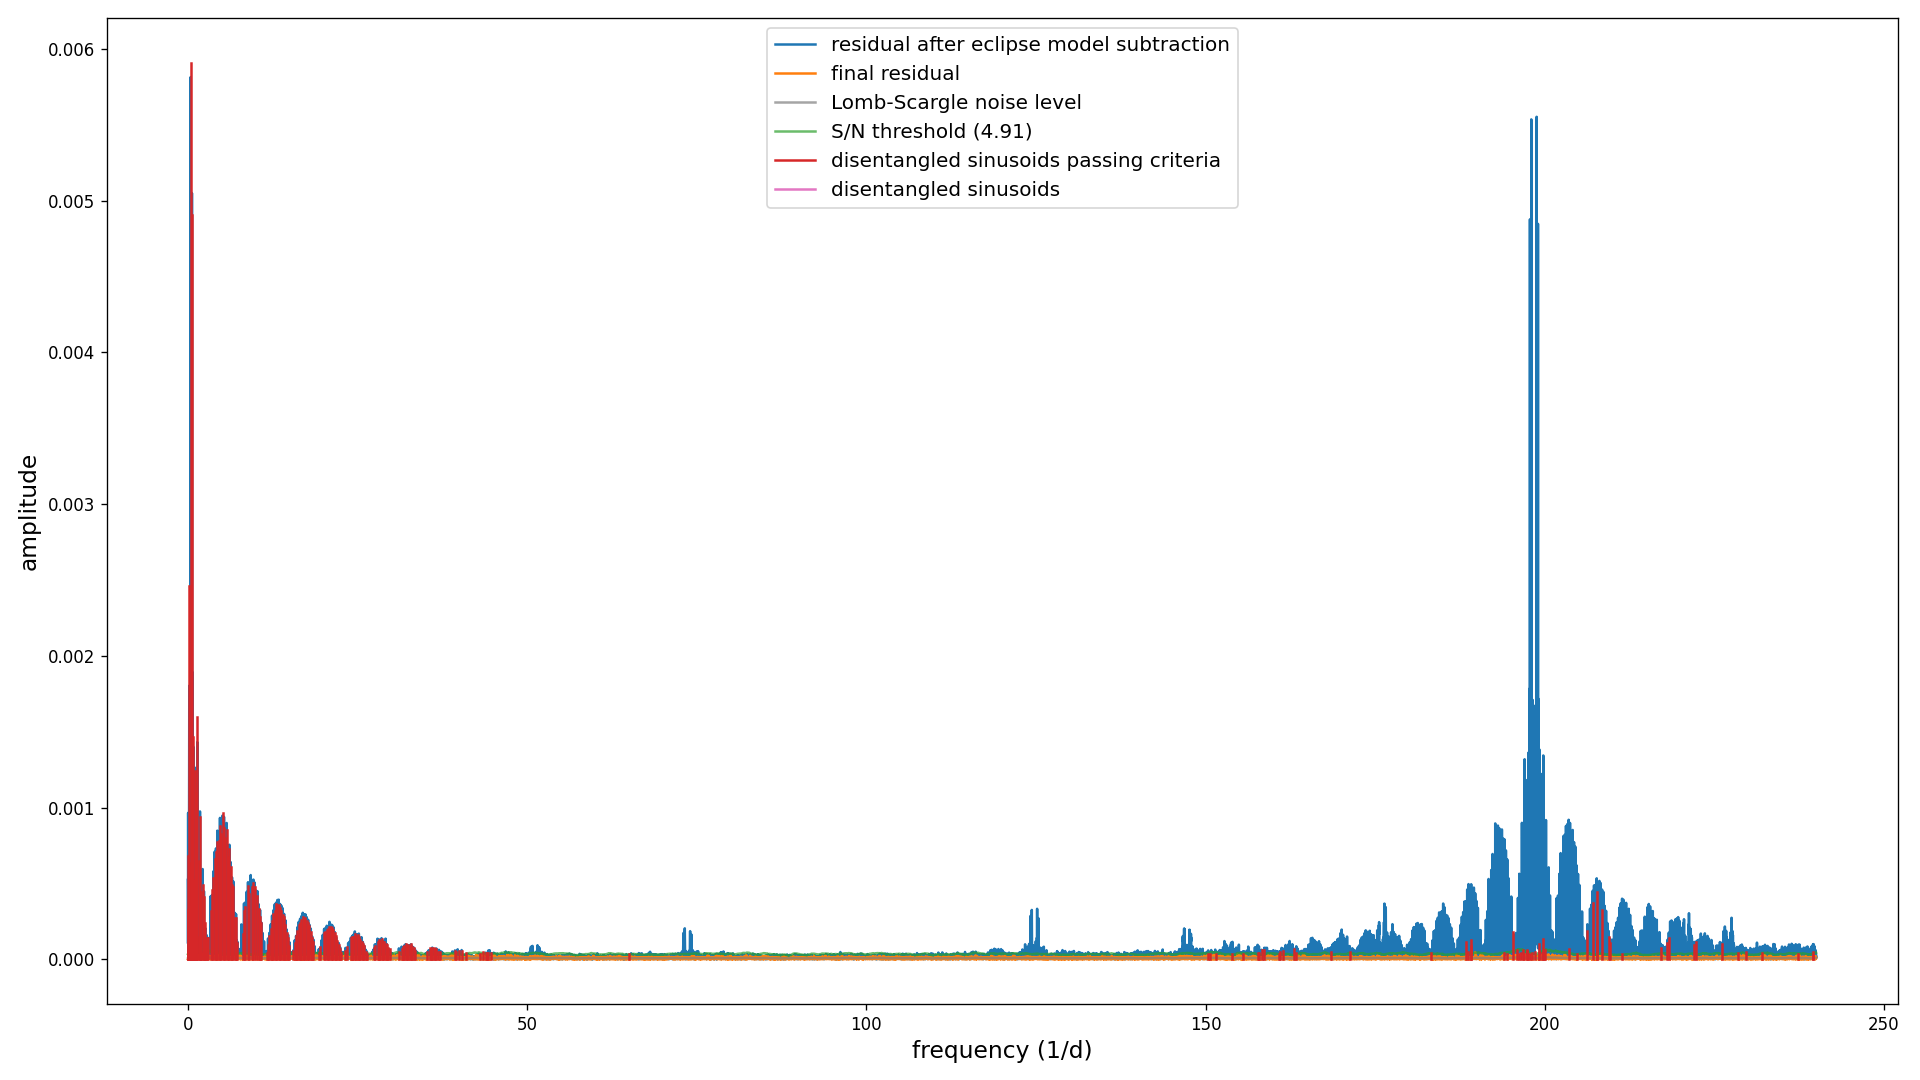 residual after eclipse model subtraction
final residual
Lomb-Scargle noise level
S/N threshold (4.91)
disentangled sinusoids passing criteria
disentangled sinusoids
amplitude
0.006
0.005
0.004
0.003
0.002
0.001
0.000
0 50 100 150 200 250
frequency (1/d)